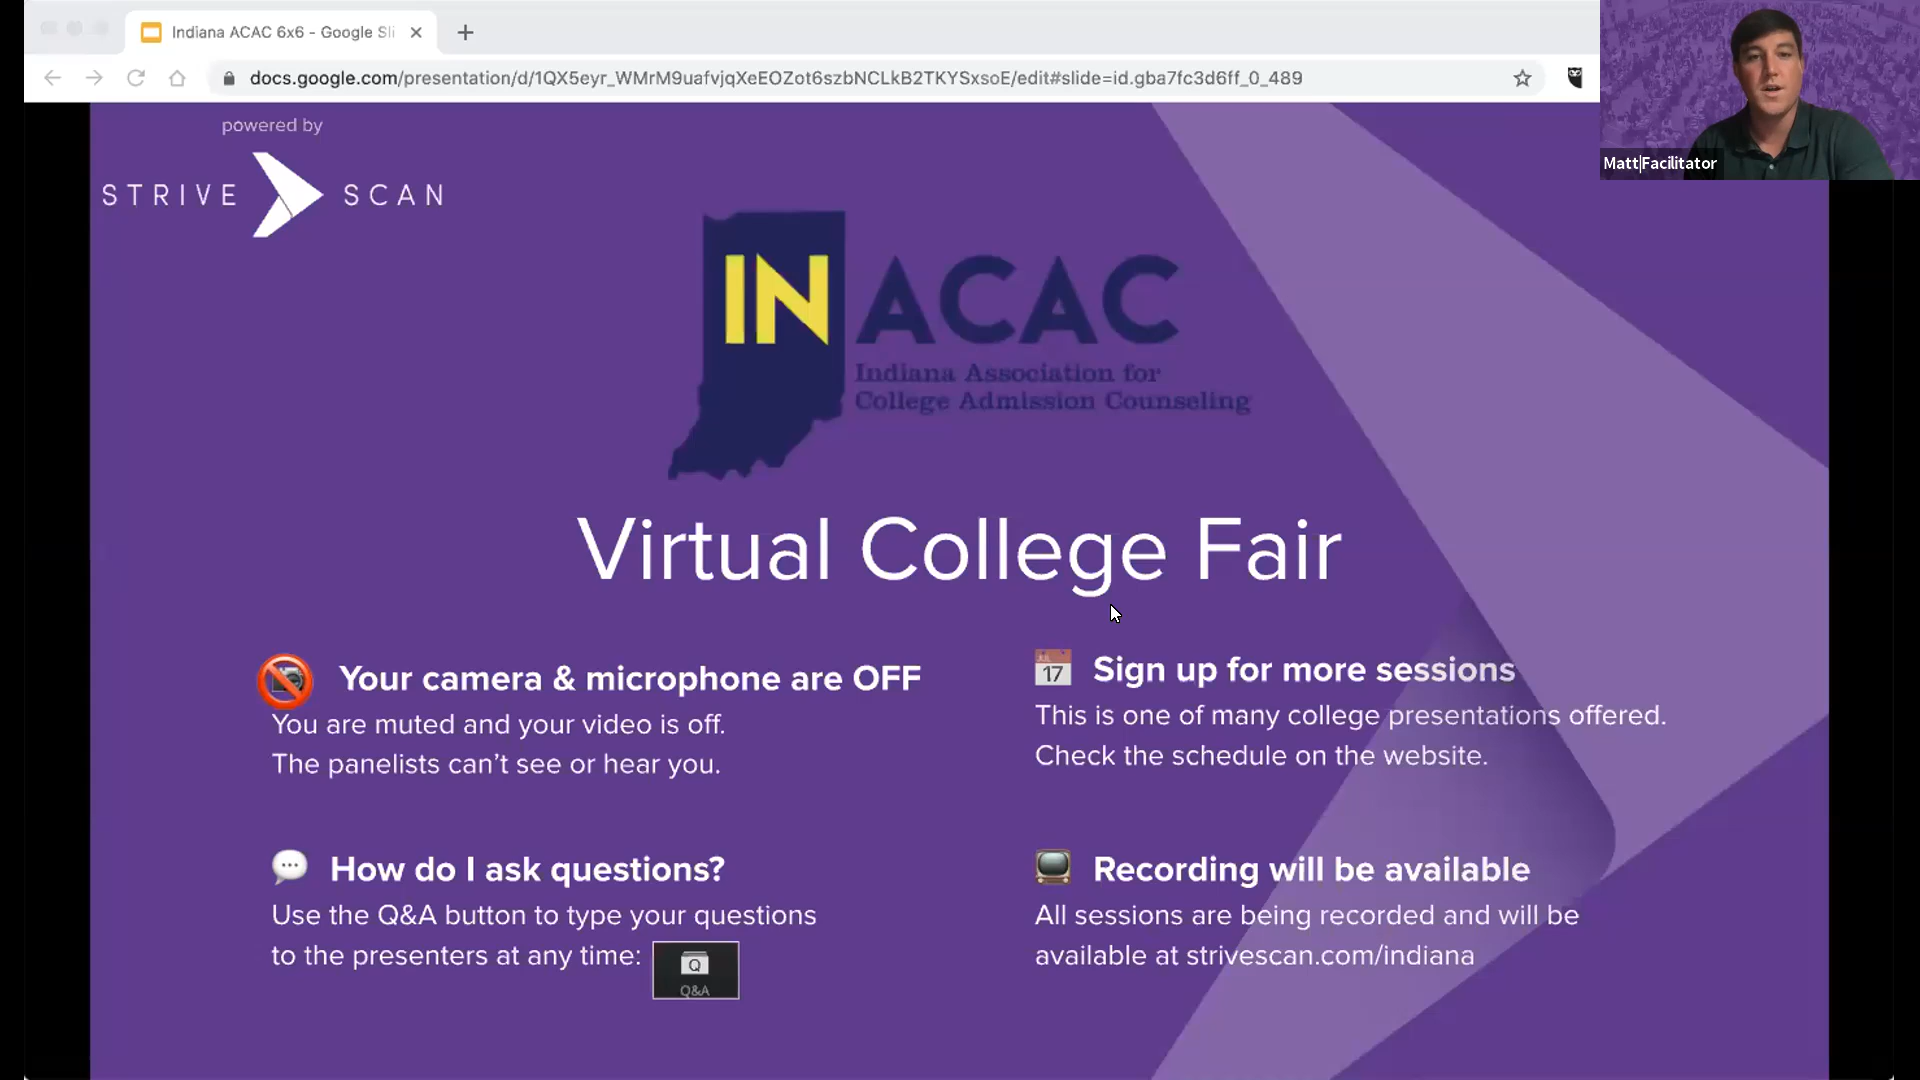 Indiana ACAC 6x6 - Google Sli
docs.google.com/presentation/d/1QX5eyr_WMrM9uafvjqXeEOZot6szbNCLkB2TKYSxsoE/edit#slide=id.gba7fc3d6ff_0_489
Matt|Facilitator
powered by
STRIVE SCAN
IN ACAC
Indiana Association for
College Admission Counseling
Virtual College Fair
Your camera & microphone are OFF
You are muted and your video is off.
The panelists can’t see or hear you.
JUL
17
Sign up for more sessions
This is one of many college presentations offered.
Check the schedule on the website.
How do I ask questions?
Use the Q&A button to type your questions
to the presenters at any time:
Q
Q&A
Recording will be available
All sessions are being recorded and will be
available at strivescan.com/indiana